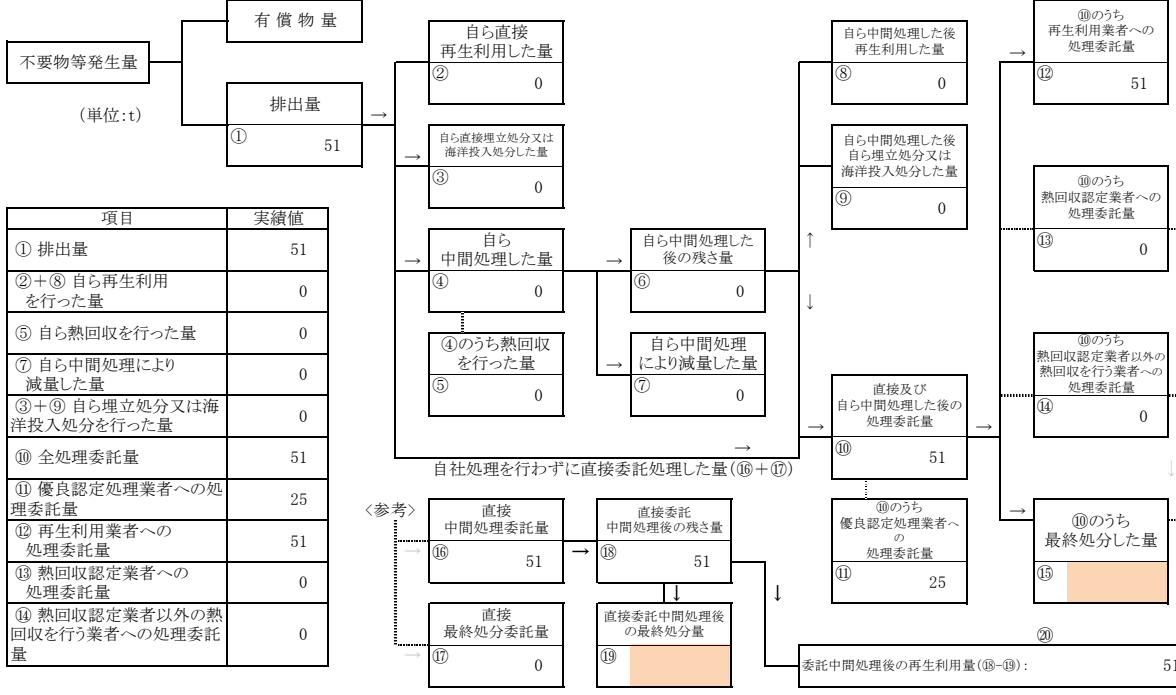 有 償 物 量
不要物等発生量
(単位:t)
排出量
①
51
→
自ら直接
再生利用した量
②
0
→
自ら直接埋立処分又は
海洋投入処分した量
③
0
→
自ら
中間処理した量
④
0
④のうち熱回収
を行った量
⑤
0
→
自ら中間処理した
後の残さ量
⑥
0
→
自ら中間処理
により減量した量
⑦
0
自ら中間処理した後
再生利用した量
⑧
0
自ら中間処理した後
自ら埋立処分又は
海洋投入処分した量
⑨
0
↑
↓
→
→
自社処理を行わずに直接委託処理した量(⑯+⑰)
直接及び
自ら中間処理した後の
処理委託量
⑩
51
→
⑩のうち
優良認定処理業者へ
の
処理委託量
⑪
25
→
⑩のうち
再生利用業者への
処理委託量
⑫
51
⑩のうち
熱回収認定業者への
処理委託量
⑬
0
⑩のうち
熱回収認定業者以外の
熱回収を行う業者への
処理委託量
⑭
0
↓
→
⑩のうち
最終処分した量
⑮
項目 実績値
① 排出量 51
②+⑧ 自ら再生利用
を行った量 0
⑤ 自ら熱回収を行った量 0
⑦ 自ら中間処理により
減量した量 0
③+⑨ 自ら埋立処分又は海
洋投入処分を行った量 0
⑩ 全処理委託量 51
⑪ 優良認定処理業者への処
理委託量 25
⑫ 再生利用業者への
処理委託量 51
⑬ 熱回収認定業者への
処理委託量 0
⑭ 熱回収認定業者以外の熱
回収を行う業者への処理委託
量 0
<参考>
→
直接
中間処理委託量
⑯
51
→
直接委託
中間処理後の残さ量
⑱
51
↓
↓
→
直接
最終処分委託量
⑰
0
直接委託中間処理後
の最終処分量
⑲
⑳
委託中間処理後の再生利用量(⑱-⑲): 51